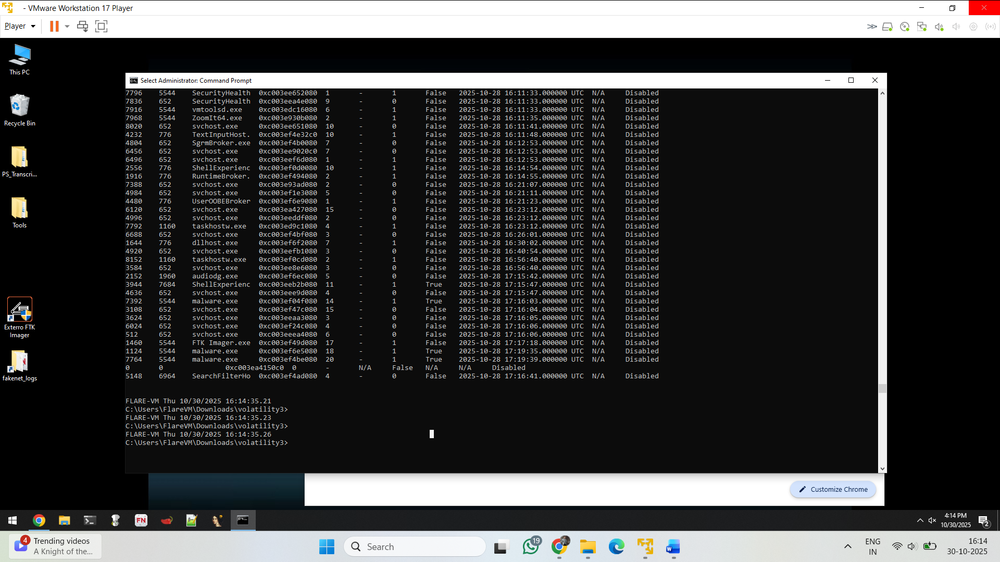 - VMware Workstation 17 Player
Player
This PC
Recycle Bin
PS_Transcri...
Tools
Exterro FTK
Imager
fakenet_logs
Select Administrator: Command Prompt
7796 5544 SecurityHealth 0xc003ee652080 1 - 1 False 2025-10-28 16:11:33.000000 UTC N/A Disabled
7836 652 SecurityHealth 0xc003eea4e080 9 - 0 False 2025-10-28 16:11:33.000000 UTC N/A Disabled
7916 5544 vmtoolsd.exe 0xc003edc16080 6 - 1 False 2025-10-28 16:11:33.000000 UTC N/A Disabled
7968 5544 ZoomIt64.exe 0xc003e930b080 2 - 1 False 2025-10-28 16:11:35.000000 UTC N/A Disabled
8020 652 svchost.exe 0xc003ee651080 10 - 0 False 2025-10-28 16:11:41.000000 UTC N/A Disabled
4232 776 TextInputHost. 0xc003ef4e32c0 10 - 1 False 2025-10-28 16:11:48.000000 UTC N/A Disabled
4804 652 SgrmBroker.exe 0xc003ef4b0080 7 - 0 False 2025-10-28 16:12:53.000000 UTC N/A Disabled
6456 652 svchost.exe 0xc003ee9020c0 7 - 0 False 2025-10-28 16:12:53.000000 UTC N/A Disabled
6496 652 svchost.exe 0xc003eef6d080 1 - 1 False 2025-10-28 16:12:53.000000 UTC N/A Disabled
2556 776 ShellExperienc 0xc003ef0d0080 10 - 1 False 2025-10-28 16:14:54.000000 UTC N/A Disabled
1916 776 RuntimeBroker. 0xc003ef494080 2 - 1 False 2025-10-28 16:14:55.000000 UTC N/A Disabled
7388 652 svchost.exe 0xc003e93ad080 2 - 0 False 2025-10-28 16:21:07.000000 UTC N/A Disabled
4984 652 svchost.exe 0xc003ef1e3080 5 - 0 False 2025-10-28 16:21:11.000000 UTC N/A Disabled
4480 776 UserOOBEBroker 0xc003ef6e9080 1 - 1 False 2025-10-28 16:21:23.000000 UTC N/A Disabled
6120 652 svchost.exe 0xc003ea427080 15 - 0 False 2025-10-28 16:23:12.000000 UTC N/A Disabled
4996 652 svchost.exe 0xc003eeddf080 2 - 0 False 2025-10-28 16:23:12.000000 UTC N/A Disabled
7792 1160 taskhostw.exe 0xc003ed9c1080 4 - 1 False 2025-10-28 16:23:12.000000 UTC N/A Disabled
6688 652 svchost.exe 0xc003ef4bf080 3 - 0 False 2025-10-28 16:26:01.000000 UTC N/A Disabled
1644 776 dllhost.exe 0xc003ef6f2080 7 - 1 False 2025-10-28 16:30:02.000000 UTC N/A Disabled
4920 652 svchost.exe 0xc003eefb1080 3 - 0 False 2025-10-28 16:40:54.000000 UTC N/A Disabled
8152 1160 taskhostw.exe 0xc003ef0cd080 2 - 1 False 2025-10-28 16:56:40.000000 UTC N/A Disabled
3584 652 svchost.exe 0xc003ee8e6080 3 - 0 False 2025-10-28 16:56:40.000000 UTC N/A Disabled
2152 1960 audiodg.exe 0xc003ef6ec080 5 - 0 False 2025-10-28 17:15:42.000000 UTC N/A Disabled
3944 7684 ShellExperienc 0xc003eeb2b080 11 - 1 True 2025-10-28 17:15:47.000000 UTC N/A Disabled
4636 652 svchost.exe 0xc003eee9d080 4 - 0 False 2025-10-28 17:15:47.000000 UTC N/A Disabled
7392 5544 malware.exe 0xc003ef04f080 14 - 1 True 2025-10-28 17:16:03.000000 UTC N/A Disabled
3108 652 svchost.exe 0xc003ef47c080 15 - 0 False 2025-10-28 17:16:04.000000 UTC N/A Disabled
3624 652 svchost.exe 0xc003eeaa3080 3 - 0 False 2025-10-28 17:16:05.000000 UTC N/A Disabled
6024 652 svchost.exe 0xc003ef24c080 4 - 0 False 2025-10-28 17:16:06.000000 UTC N/A Disabled
512 652 svchost.exe 0xc003eeea4080 6 - 0 False 2025-10-28 17:16:06.000000 UTC N/A Disabled
1460 5544 FTK Imager.exe 0xc003ef49d080 17 - 1 False 2025-10-28 17:17:18.000000 UTC N/A Disabled
1124 5544 malware.exe 0xc003ef6e5080 18 - 1 True 2025-10-28 17:19:35.000000 UTC N/A Disabled
7764 5544 malware.exe 0xc003ef4be080 20 - 1 True 2025-10-28 17:19:39.000000 UTC N/A Disabled
0 0 0xc003ea4150c0 0 - N/A False N/A N/A Disabled
5148 6964 SearchFilterHo 0xc003ef4ad080 4 - 0 False 2025-10-28 17:16:41.000000 UTC N/A Disabled
FLARE-VM Thu 10/30/2025 16:14:35.21
C:\Users\FlareVM\Downloads\volatility3>
FLARE-VM Thu 10/30/2025 16:14:35.23
C:\Users\FlareVM\Downloads\volatility3>
FLARE-VM Thu 10/30/2025 16:14:35.26
C:\Users\FlareVM\Downloads\volatility3>
Customize Chrome
FN
4:14 PM
10/30/2025
2
4
Trending videos
A Knight of the...
Search
19
ENG
IN
16:14
30-10-2025